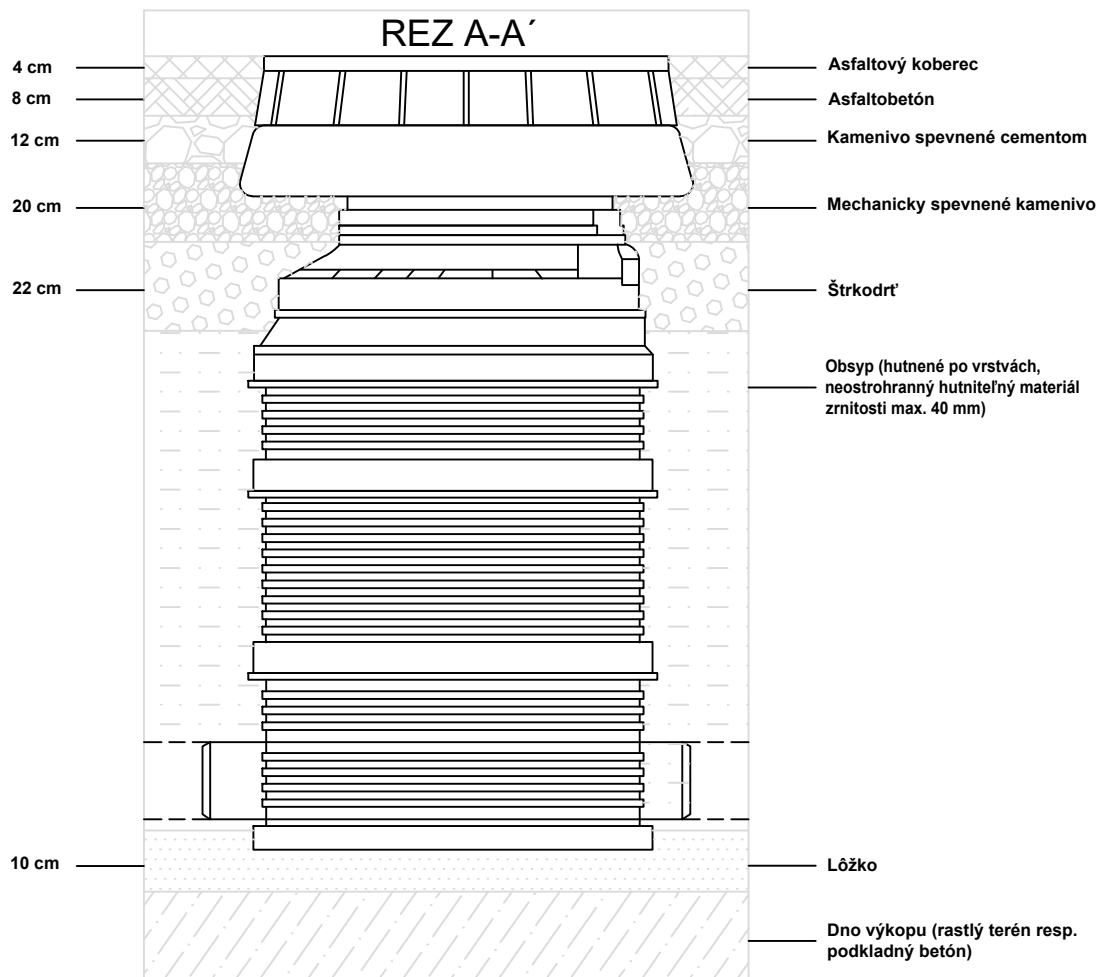 REZ A-A´
4 cm
Asfaltový koberec
8 cm
Asfaltobetón
12 cm
Kamenivo spevnené cementom
20 cm
Mechanicky spevnené kamenivo
22 cm
Štrkodrť
Obsyp (hutnené po vrstvách,
neostrohranný hutniteľný materiál
zrnitosti max. 40 mm)
10 cm
Lôžko
Dno výkopu (rastlý terén resp.
podkladný betón)